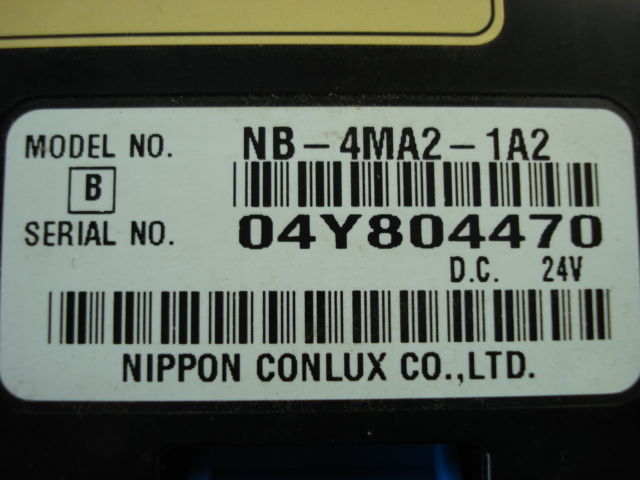 MODEL NO. NB-4MA2-1A2
B
SERIAL NO. 04Y804470
D.C. 24V
NIPPON CONLUX CO.,LTD.